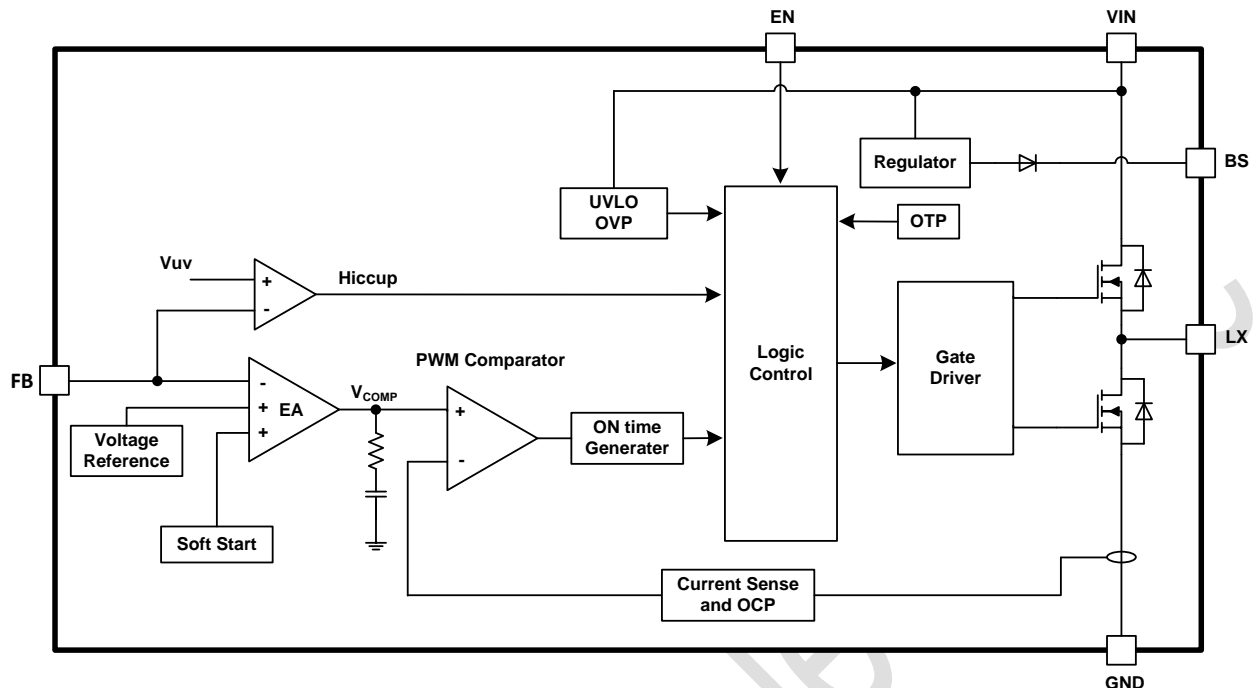 EN
VIN
Regulator
BS
UVLO
OVP
OTP
Vuv
+
-
Hiccup
PWM Comparator
Logic
Control
Gate
Driver
LX
FB
-
+
EA
+
VCOMP
+
-
ON time
Generater
Voltage
Reference
Soft Start
Current Sense
and OCP
GND